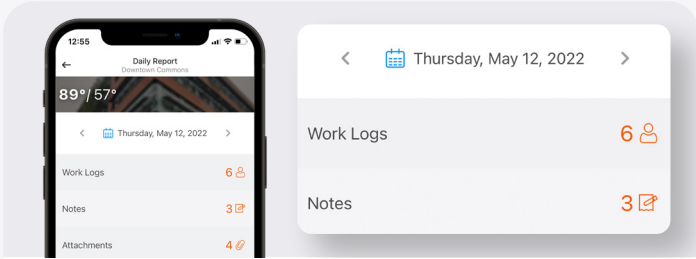 12:55
Daily Report
Downtown Commons
89°/57°
Thursday, May 12, 2022
Work Logs 6
Notes 3
Attachments 4
Thursday, May 12, 2022
Work Logs 6
Notes 3